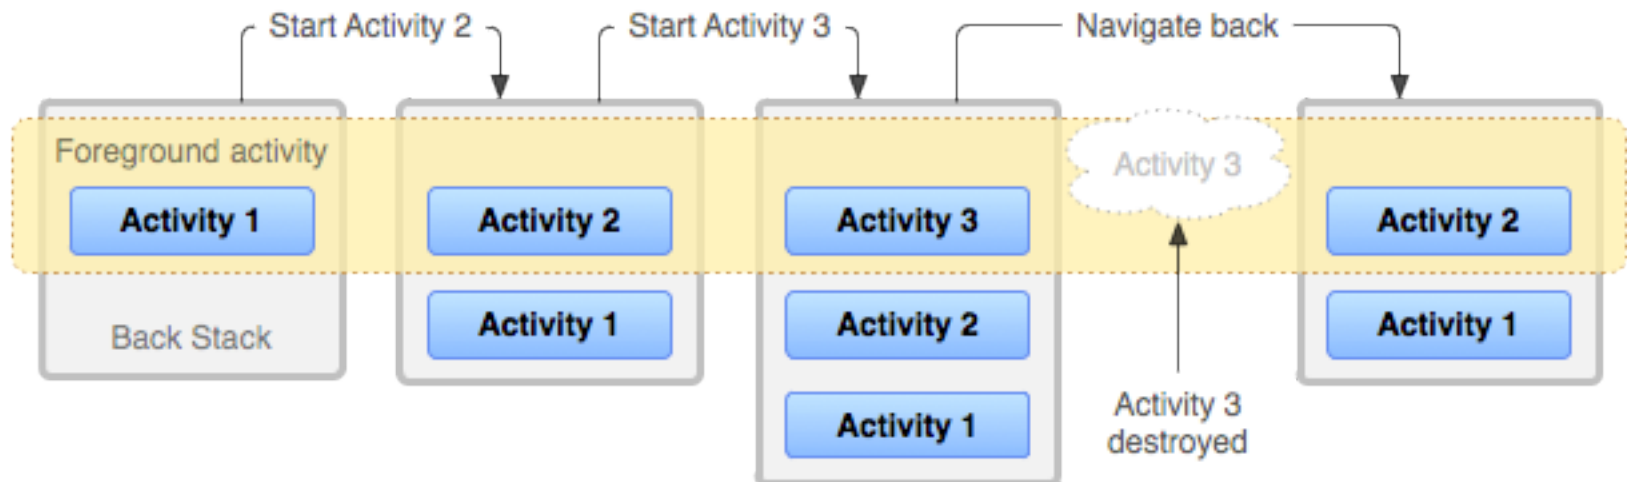 Start Activity 2
Start Activity 3
Navigate back
Foreground activity
Activity 3
Activity 1
Activity 2
Activity 3
Activity 2
Back Stack
Activity 1
Activity 2
Activity 1
Activity 1
Activity 3
destroyed